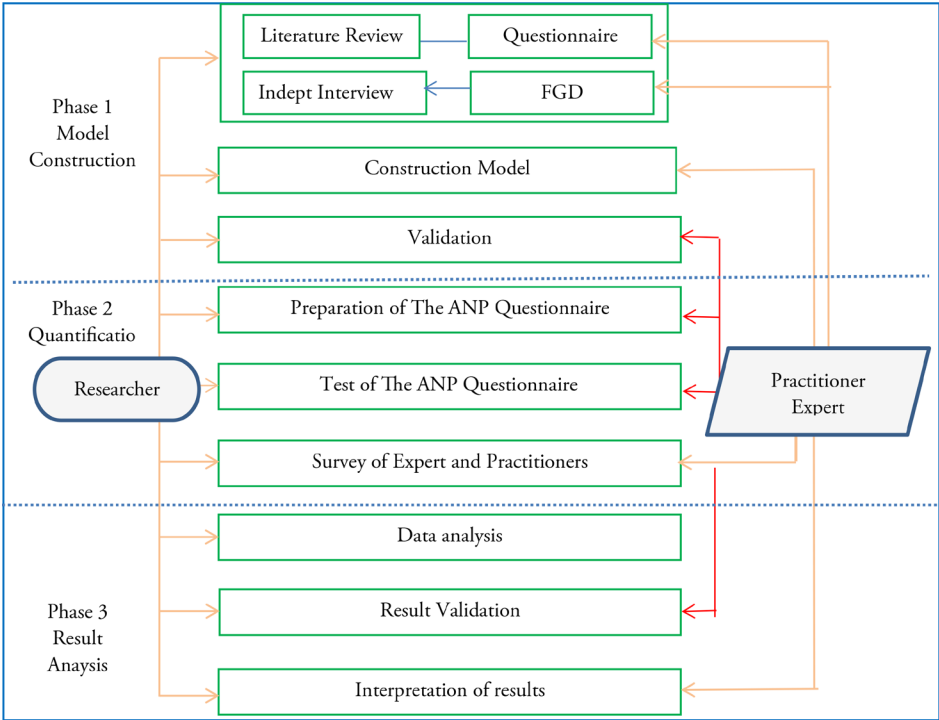 Literature Review
Questionnaire
Indept Interview
FGD
Phase 1
Model
Construction
Construction Model
Validation
Phase 2
Quantificatio
Preparation of The ANP Questionnaire
Researcher
Test of The ANP Questionnaire
Practitioner
Expert
Survey of Expert and Practitioners
Data analysis
Phase 3
Result
Anaysis
Result Validation
Interpretation of results